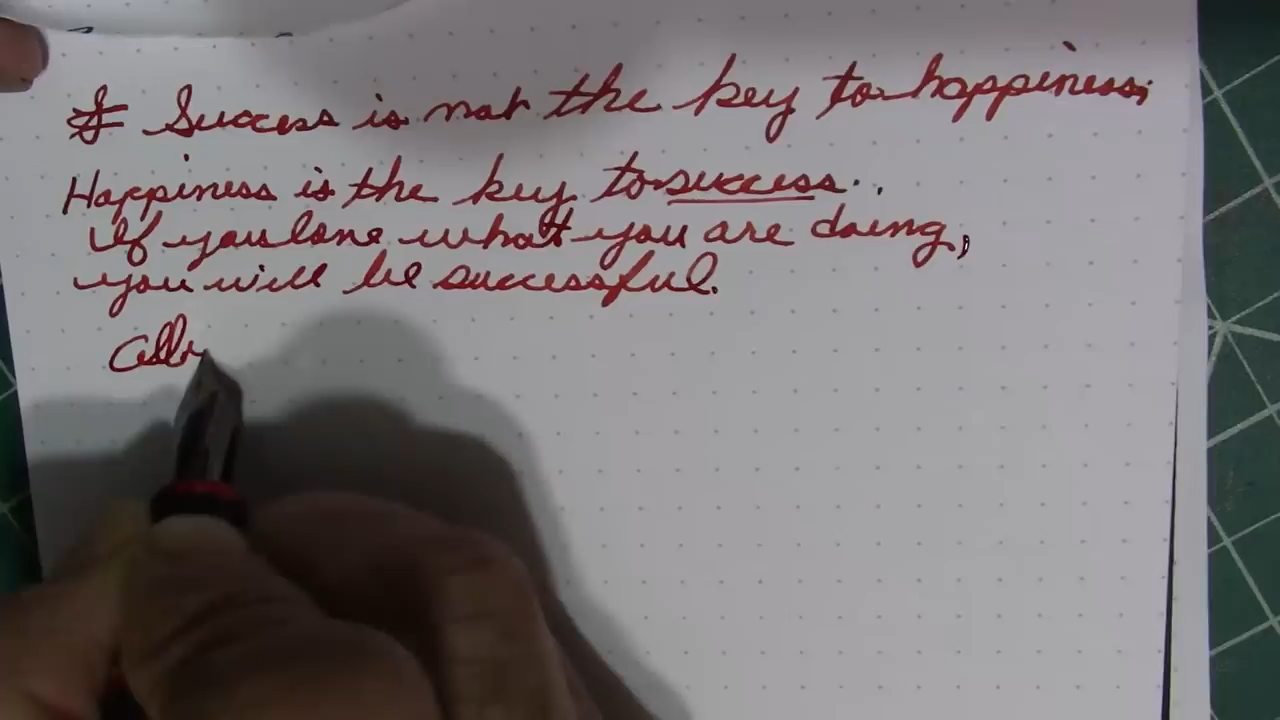 Success is not the key to happiness;
Happiness is the key to success..
If you love what you are doing,
you will be successful.
Alb